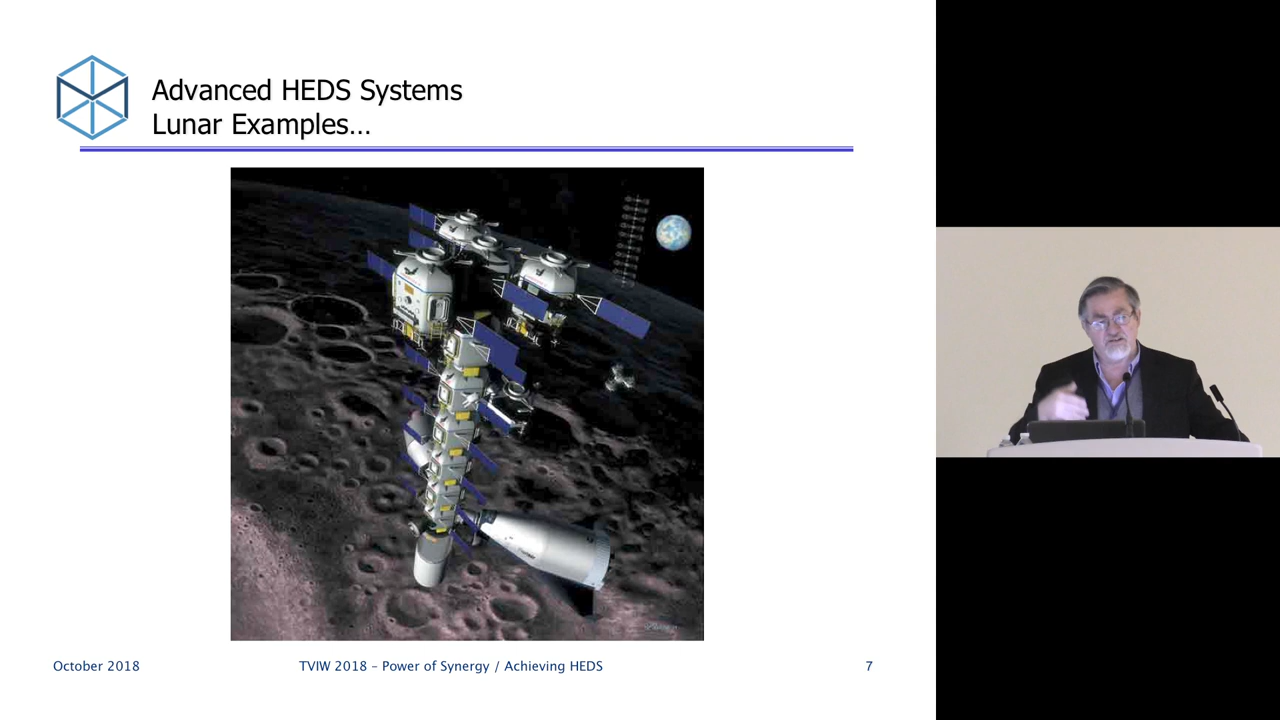 Advanced HEDS Systems
Lunar Examples...
October 2018
TVIW 2018 – Power of Synergy / Achieving HEDS
7